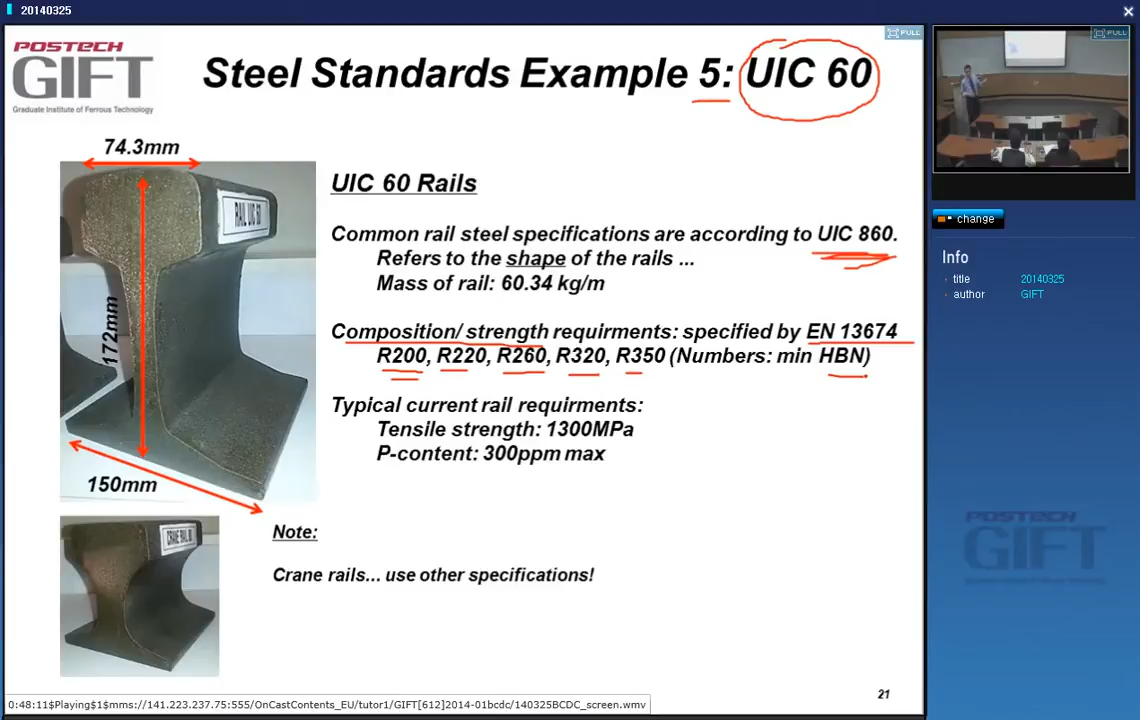 20140325
POSTECH
GIFT
Graduate Institute of Ferrous Technology
Steel Standards Example 5: UIC 60
FULL
FULL
74.3mm
RAIL UIC 60
172mm
150mm
UIC 60 Rails
Common rail steel specifications are according to UIC 860.
Refers to the shape of the rails ...
Mass of rail: 60.34 kg/m
Composition/ strength requirments: specified by EN 13674
R200, R220, R260, R320, R350 (Numbers: min HBN)
Typical current rail requirments:
Tensile strength: 1300MPa
P-content: 300ppm max
Note:
Crane rails... use other specifications!
21
change
Info
title 20140325
author GIFT
POSTECH
GIFT
0:48:11$Playing$1$mms://141.223.237.75:555/OnCastContents_EU/tutor1/GIFT[612]2014-01bcdc/140325BCDC_screen.wmv